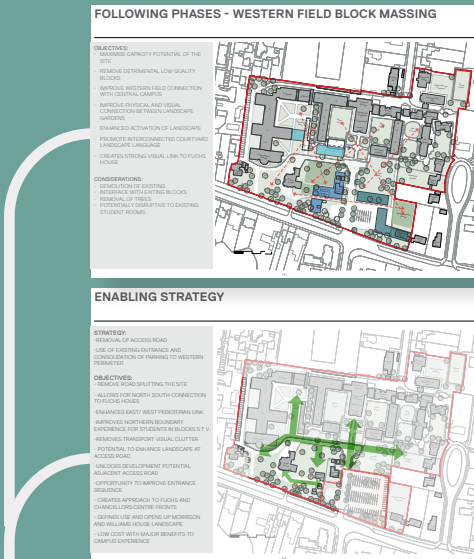 FOLLOWING PHASES - WESTERN FIELD BLOCK MASSING
OBJECTIVES:
- MAXIMISE CAPACITY POTENTIAL OF THE
SITE
- REMOVE DETRIMENTAL LOW QUALITY
BLOCKS
- IMPROVE WESTERN FIELD CONNECTION
WITH CENTRAL CAMPUS
- IMPROVE PHYSICAL AND VISUAL
CONNECTION BETWEEN LANDSCAPE
GARDENS
- ENHANCED ACTIVATION OF LANDSCAPE
- PROMOTE INTERCONNECTED COURTYARD
LANDSCAPE LANGUAGE
- CREATES STRONG VISUAL LINK TO FUCHS
HOUSE
CONSIDERATIONS:
- DEMOLITION OF EXISTING
- INTERFACE WITH EXITING BLOCKS
- REMOVAL OF TREES
- POTENTIALLY DISRUPTIVE TO EXISTING
STUDENT ROOMS
ENABLING STRATEGY
STRATEGY:
-REMOVAL OF ACCESS ROAD
-USE OF EXISTING ENTRANCE AND
CONSOLIDATION OF PARKING TO WESTERN
PERIMETER
OBJECTIVES:
- REMOVE ROAD SPLITTING THE SITE
- ALLOWS FOR NORTH SOUTH CONNECTION
TO FUCHS HOUES
-ENHANCES EAST/ WEST PEDESTRIAN LINK
-IMPROVES NORTHERN BOUNDARY
EXPERIENCE FOR STUDENTS IN BLOCKS S T V
-REMOVES TRANSPORT VISUAL CLUTTER
- POTENTIAL TO ENHANCE LANDSCAPE AT
ACCESS ROAD
-UNLOCKS DEVELOPMENT POTENTIAL
ADJACENT ACCESS ROAD
-OPPORTUNITY TO IMPROVE ENTRANCE
SEQUENCE
- CREATES APPROACH TO FUCHS AND
CHANCELLORS CENTRE FRONTS
- DEFINES USE AND OPENS UP MORRISON
AND WILLIAMS HOUSE LANDSCAPE
- LOW COST WITH MAJOR BENEFITS TO
CAMPUS EXPERIENCE